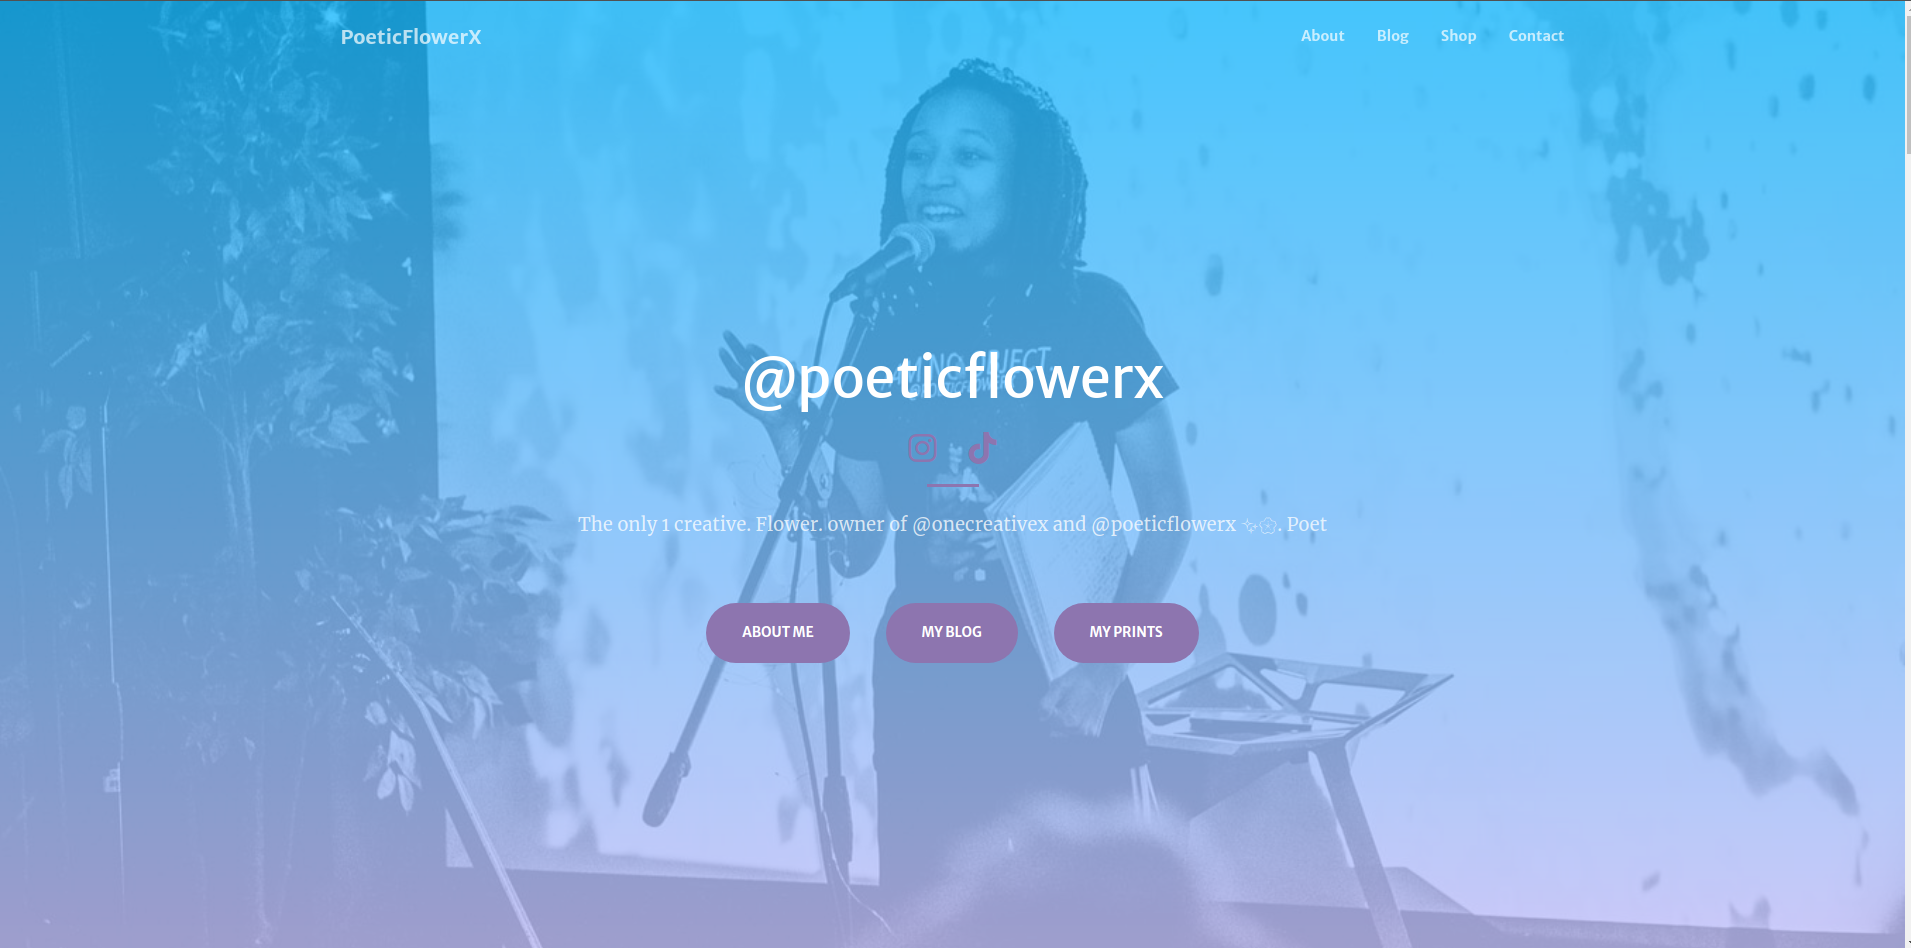 PoeticFlowerX
About Blog Shop Contact
@poeticflowerx
The only 1 creative. Flower. owner of @onecreativex and @poeticflowerx ✨🌸. Poet
ABOUT ME MY BLOG MY PRINTS